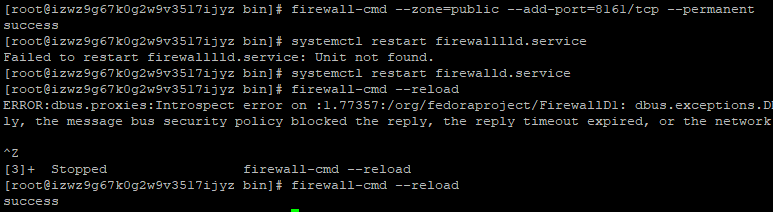 [root@izwz9g67k0g2w9v3517ijyz bin]# firewall-cmd --zone=public --add-port=8161/tcp --permanent
success
[root@izwz9g67k0g2w9v3517ijyz bin]# systemctl restart firewalllld.service
Failed to restart firewalllld.service: Unit not found.
[root@izwz9g67k0g2w9v3517ijyz bin]# systemctl restart firewalld.service
[root@izwz9g67k0g2w9v3517ijyz bin]# firewall-cmd --reload
ERROR:dbus.proxies:Introspect error on :1.77357:/org/fedoraproject/FirewallD1: dbus.exceptions.D
ly, the message bus security policy blocked the reply, the reply timeout expired, or the network
^Z
[3]+  Stopped                 firewall-cmd --reload
[root@izwz9g67k0g2w9v3517ijyz bin]# firewall-cmd --reload
success